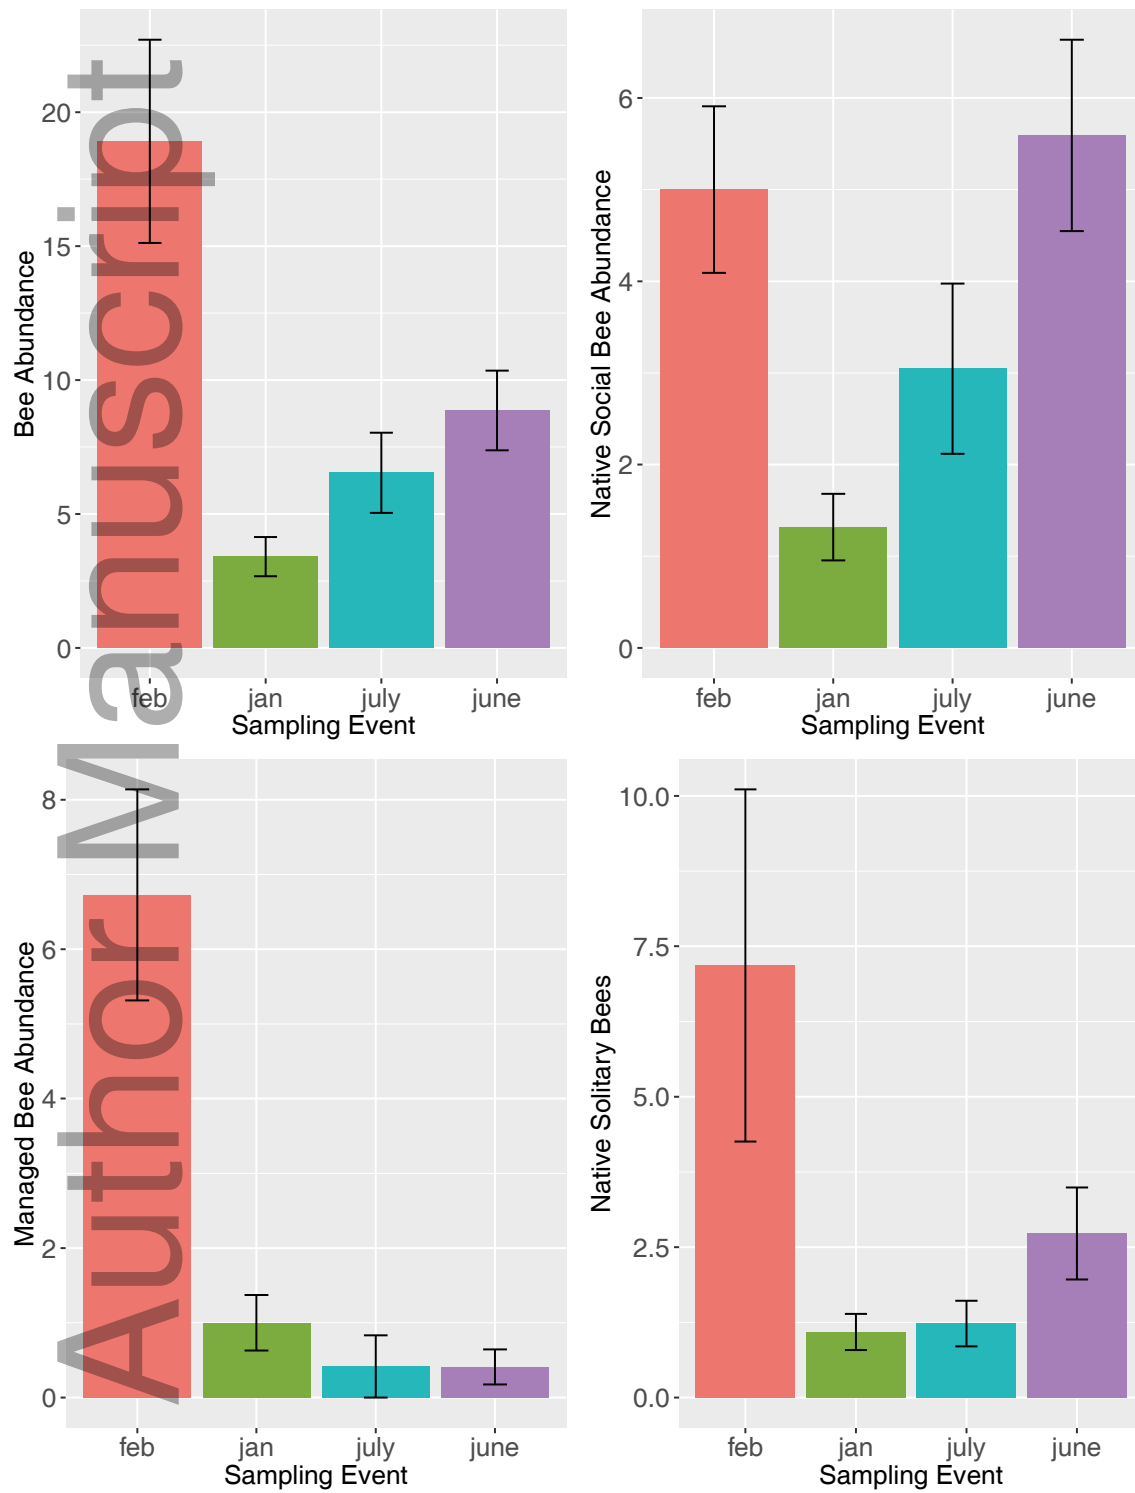 Bee Abundance
20
15
10
5
0
feb jan july june
Sampling Event
Native Social Bee Abundance
6
4
2
0
feb jan july june
Sampling Event
Managed Bee Abundance
8
6
4
2
0
feb jan july june
Sampling Event
Native Solitary Bees
10.0
7.5
5.0
2.5
0.0
feb jan july june
Sampling Event
Author Manuscript